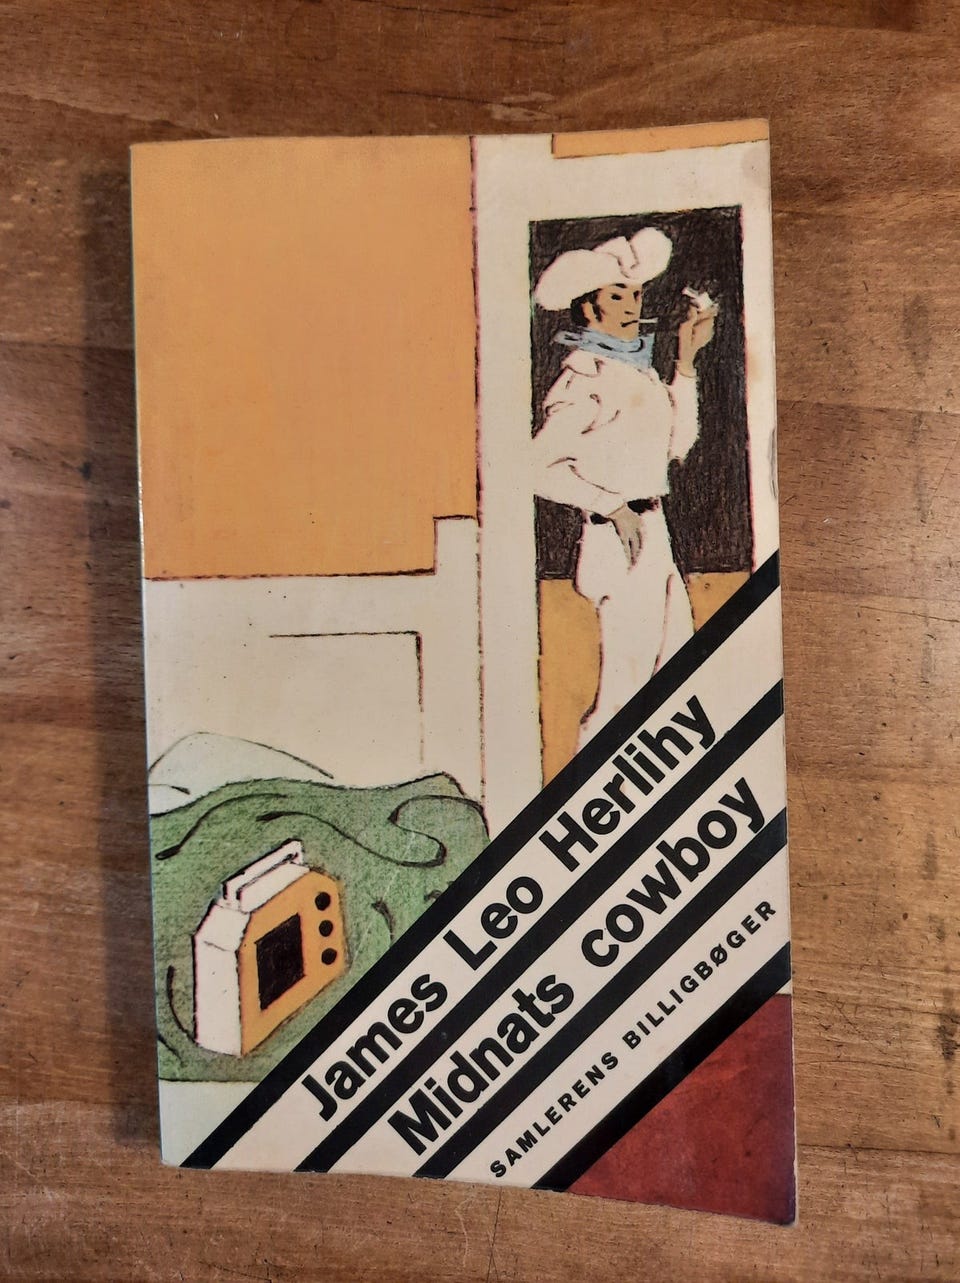 James Leo Herlihy
Midnats cowboy
SAMLERENS BILLIGBØGER